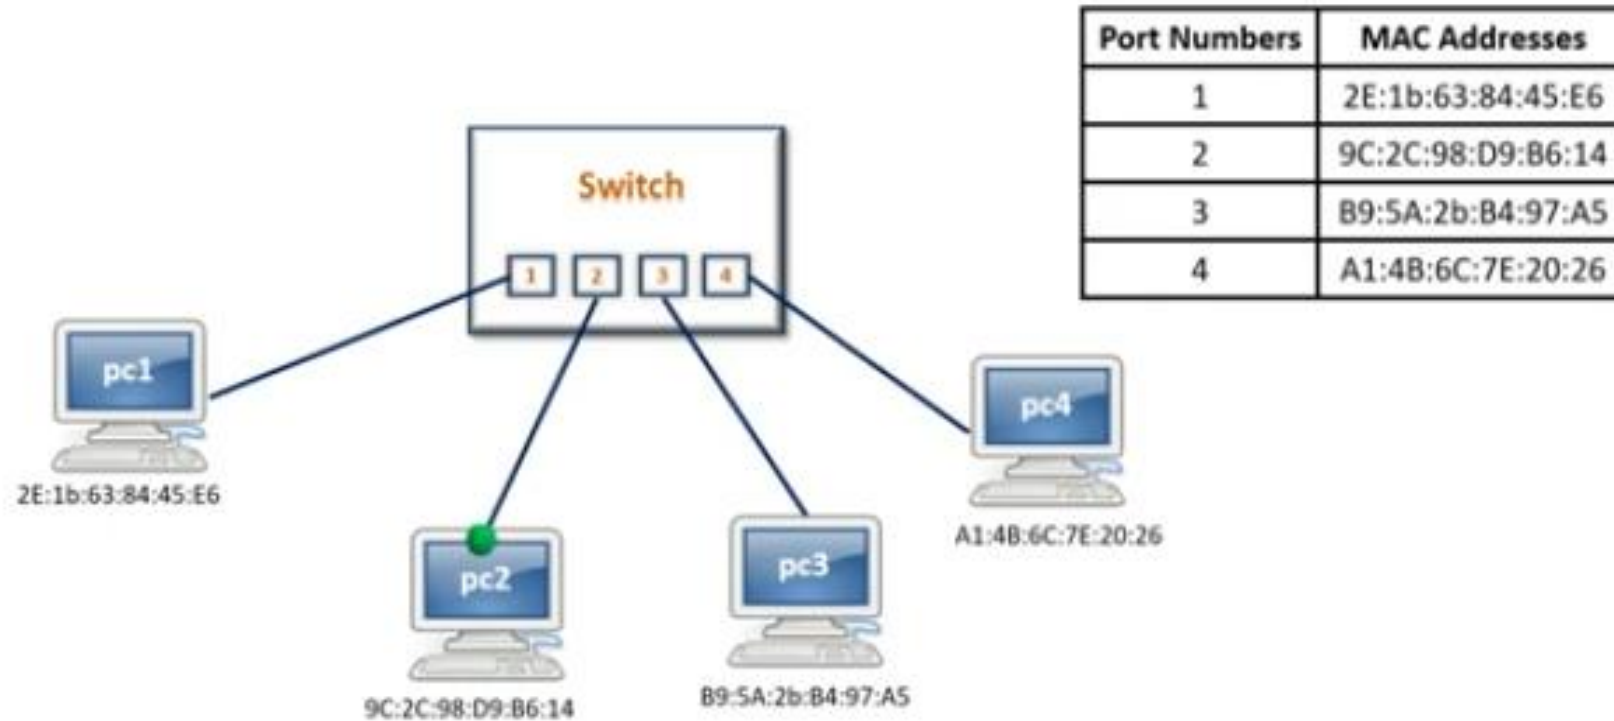 Port Numbers MAC Addresses
1 2E:1b:63:84:45:E6
2 9C:2C:98:D9:B6:14
3 B9:5A:2b:B4:97:A5
4 A1:4B:6C:7E:20:26
Switch
1 2 3 4
pc1
2E:1b:63:84:45:E6
pc2
9C:2C:98:D9:B6:14
pc3
B9:5A:2b:B4:97:A5
pc4
A1:4B:6C:7E:20:26